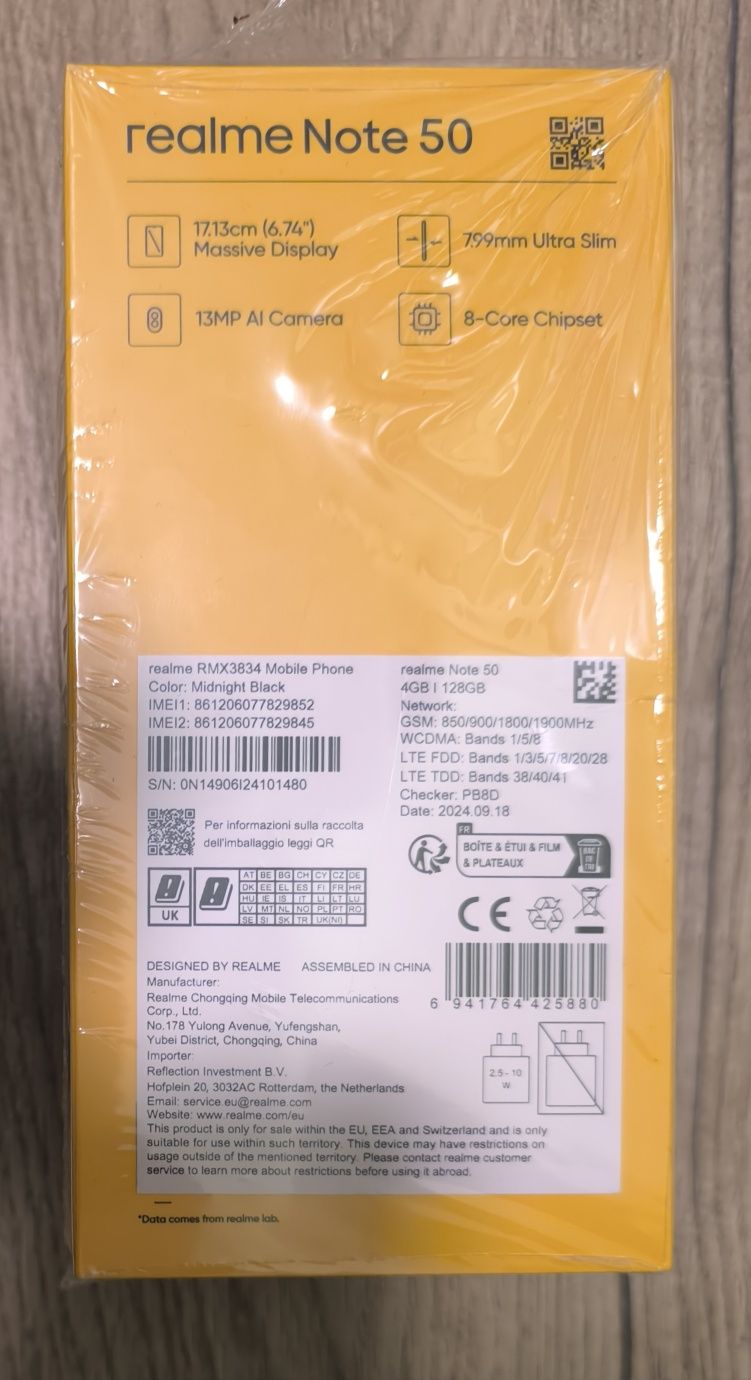 realme Note 50
17.13cm (6.74")
Massive Display
7.99mm Ultra Slim
13MP AI Camera
8-Core Chipset
realme RMX3834 Mobile Phone
Color: Midnight Black
IMEI1: 861206077829852
IMEI2: 861206077829845
S/N: 0N14906I24101480
realme Note 50
4GB | 128GB
Network:
GSM: 850/900/1800/1900MHz
WCDMA: Bands 1/5/8
LTE FDD: Bands 1/3/5/7/8/20/28
LTE TDD: Bands 38/40/41
Checker: PB8D
Date: 2024.09.18
Per informazioni sulla raccolta
dell'imballaggio leggi QR
FR
BOÎTE & ÉTUI & FILM
& PLATEAUX
BAC
DE
TRI
UK
AT BE BG CH CY CZ DE
DK EE EL ES FI FR HR
HU IE IS IT LI LT LU
LV MT NL NO PL PT RO
SE SI SK TR UK(NI)
CE
DESIGNED BY REALME ASSEMBLED IN CHINA
6 941764 425880
Manufacturer:
Realme Chongqing Mobile Telecommunications
Corp., Ltd.
No.178 Yulong Avenue, Yufengshan,
Yubei District, Chongqing, China
Importer:
Reflection Investment B.V.
Hofplein 20, 3032AC Rotterdam, the Netherlands
Email: service.eu@realme.com
Website: www.realme.com/eu
2.5 - 10
W
This product is only for sale within the EU, EEA and Switzerland and is only
suitable for use within such territory. This device may have restrictions on
usage outside of the mentioned territory. Please contact realme customer
service to learn more about restrictions before using it abroad.
*Data comes from realme lab.